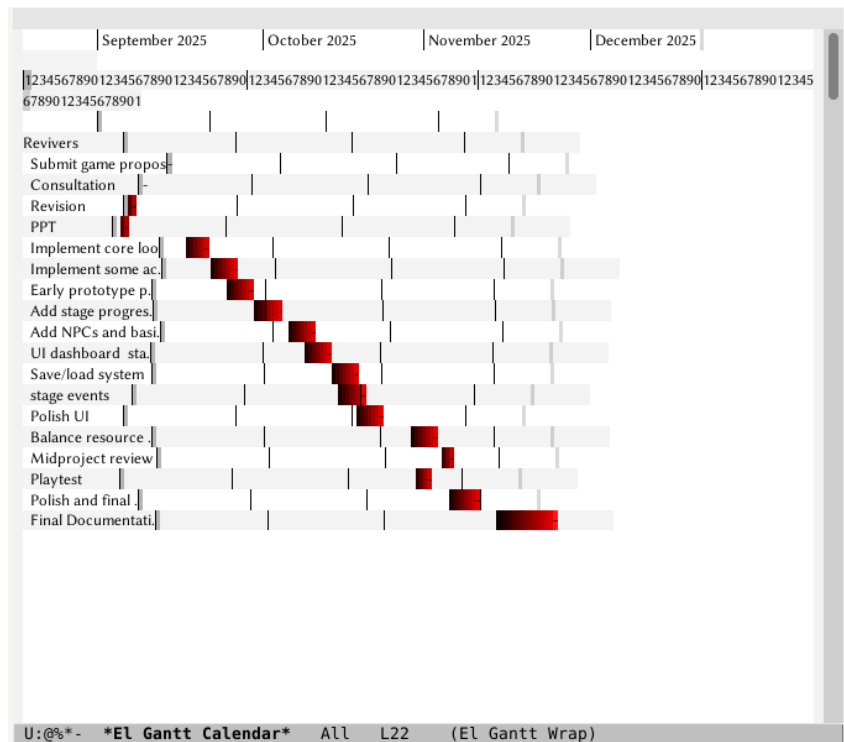 September 2025 October 2025 November 2025 December 2025
1234567890123456789012345678901234567890123456789012345678901123456789012345678901234567890123456789012345
6789012345678901
Revivers
Submit game propos -
Consultation -
Revision
PPT
Implement core loo
Implement some ac.
Early prototype p.
Add stage progres.
Add NPCs and basi.
UI dashboard sta.
Save/load system
stage events
Polish UI
Balance resource .
Midproject review
Playtest
Polish and final .
Final Documentati.
U:@%*- *El Gantt Calendar* All L22 (El Gantt Wrap)